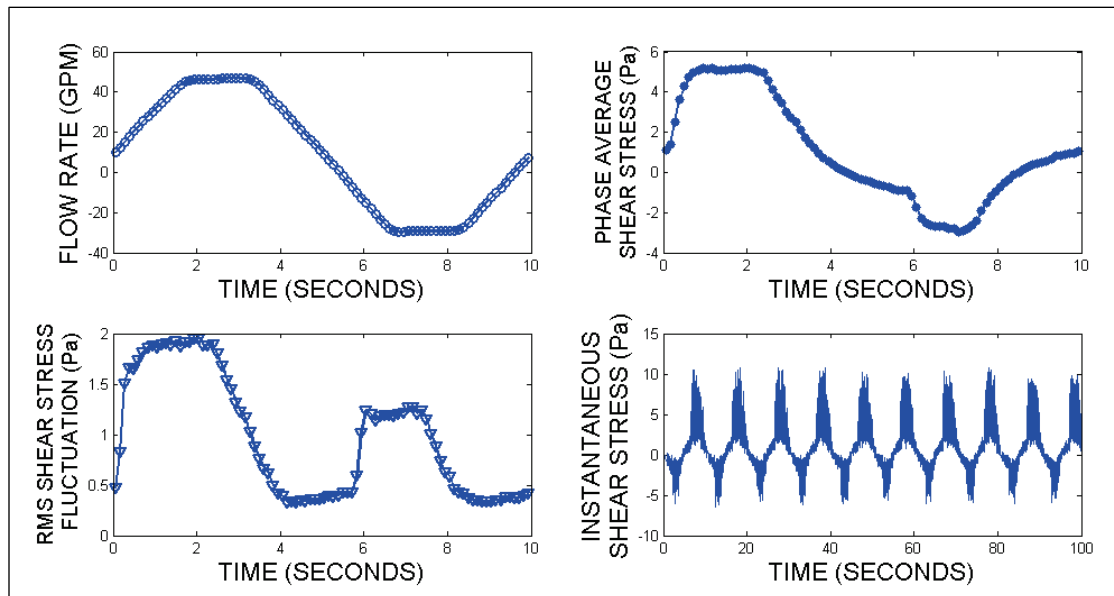 60
40
20
0
-20
-40
FLOW RATE (GPM)
0 2 4 6 8 10
TIME (SECONDS)
6
4
2
0
-2
-4
PHASE AVERAGE
SHEAR STRESS (Pa)
0 2 4 6 8 10
TIME (SECONDS)
2
1.5
1
0.5
0
RMS SHEAR STRESS
FLUCTUATION (Pa)
0 2 4 6 8 10
TIME (SECONDS)
15
10
5
0
-5
-10
INSTANTANEOUS
SHEAR STRESS (Pa)
0 20 40 60 80 100
TIME (SECONDS)